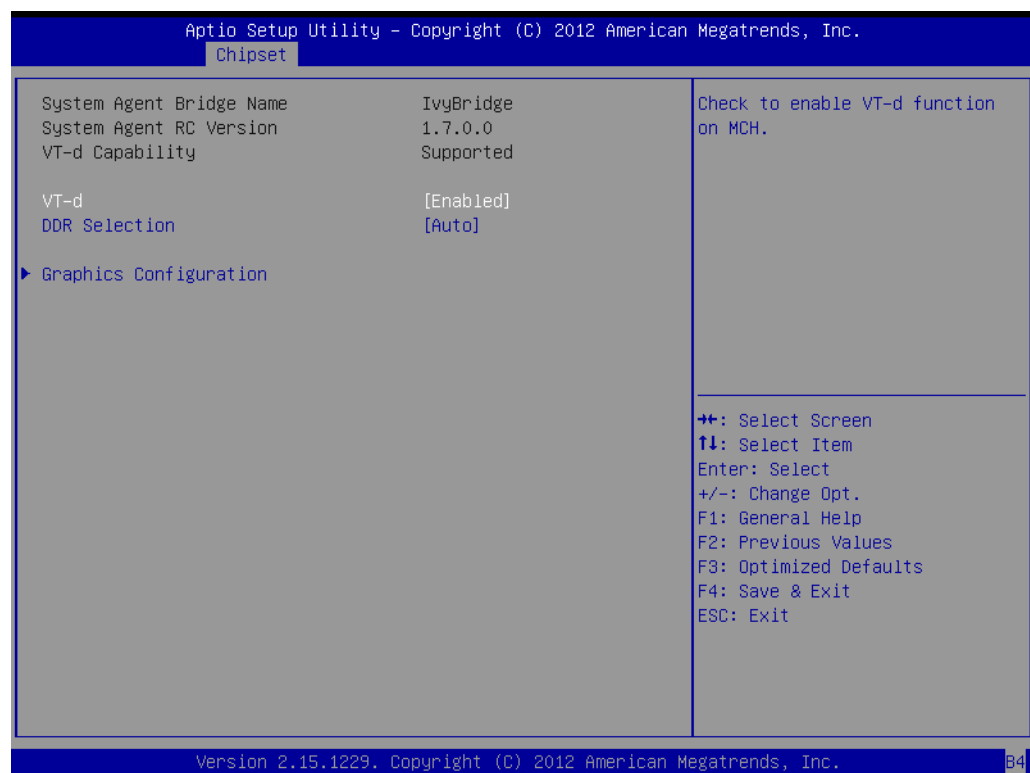 Aptio Setup Utility – Copyright (C) 2012 American Megatrends, Inc.
Chipset
System Agent Bridge Name IvyBridge
System Agent RC Version 1.7.0.0
VT-d Capability Supported
VT-d [Enabled]
DDR Selection [Auto]
▶ Graphics Configuration
Check to enable VT-d function
on MCH.
→←: Select Screen
↑↓: Select Item
Enter: Select
+/-: Change Opt.
F1: General Help
F2: Previous Values
F3: Optimized Defaults
F4: Save & Exit
ESC: Exit
Version 2.15.1229. Copyright (C) 2012 American Megatrends, Inc.
B4